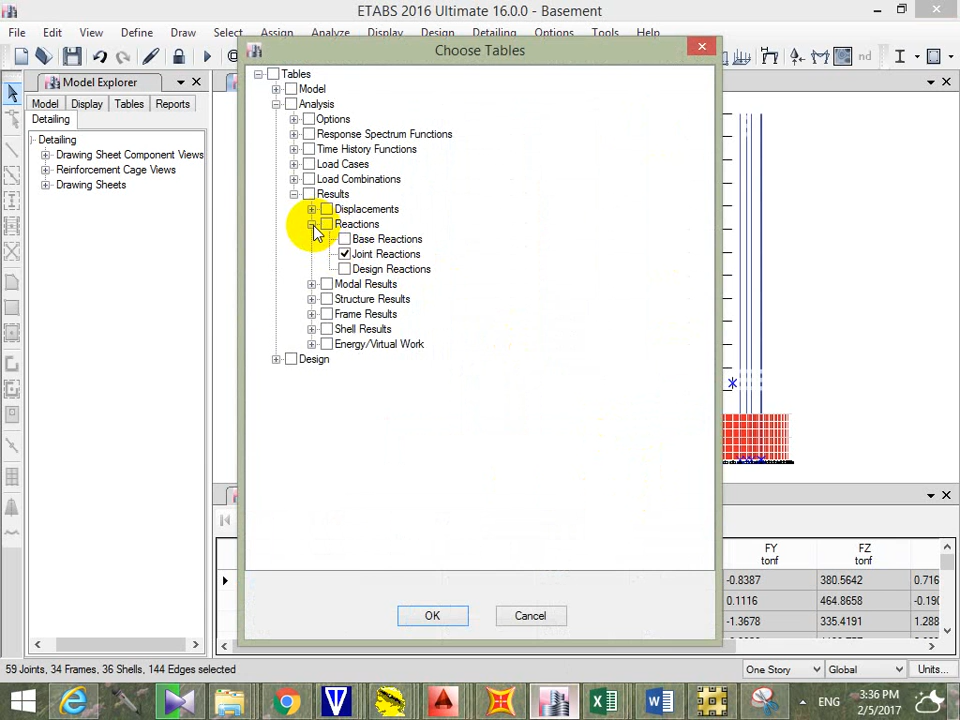 ETABS 2016 Ultimate 16.0.0 - Basement
File Edit View Define Draw Select Assign Analyze Display Design Detailing Options Tools Help
nd
Choose Tables
Model Explorer
Model Display Tables Reports
Detailing
Detailing
Drawing Sheet Component Views
Reinforcement Cage Views
Drawing Sheets
Tables
Model
Analysis
Options
Response Spectrum Functions
Time History Functions
Load Cases
Load Combinations
Results
Displacements
Reactions
Base Reactions
Joint Reactions
Design Reactions
Modal Results
Structure Results
Frame Results
Shell Results
Energy/Virtual Work
Design
OK Cancel
FY FZ
tonf tonf
-0.8387 380.5642 0.716
0.1116 464.8658 -0.190
-1.3678 335.4191 1.288
59 Joints, 34 Frames, 36 Shells, 144 Edges selected
One Story Global Units...
ENG
3:36 PM
2/5/2017